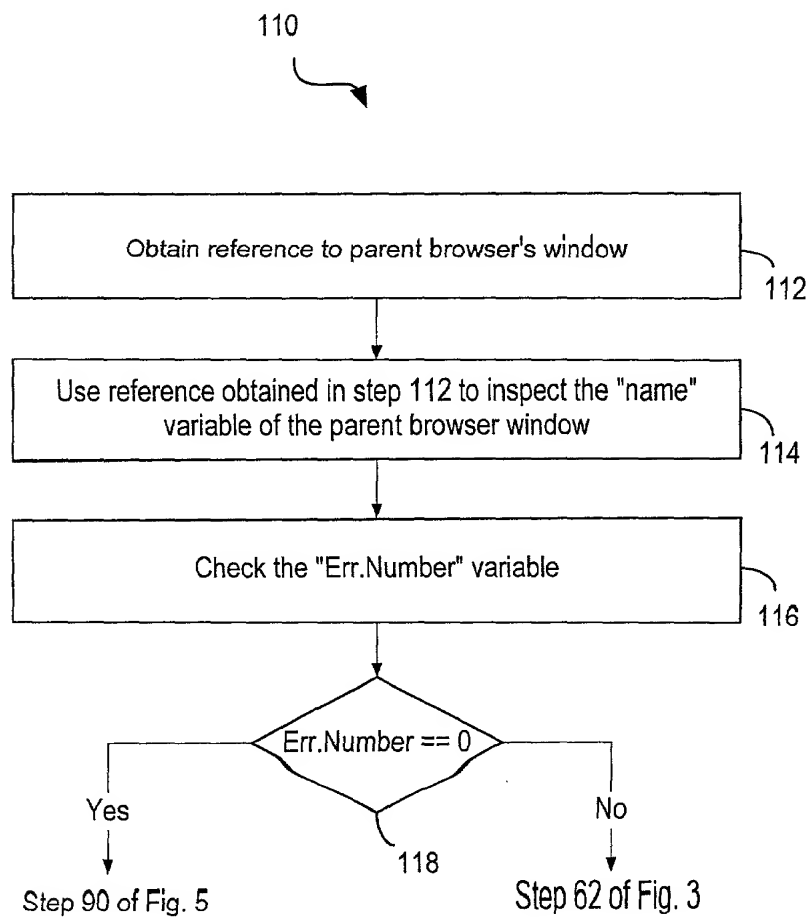 110
Obtain reference to parent browser's window
112
Use reference obtained in step 112 to inspect the "name"
variable of the parent browser window
114
Check the "Err.Number" variable
116
Err.Number == 0
118
Yes
No
Step 90 of Fig. 5
Step 62 of Fig. 3